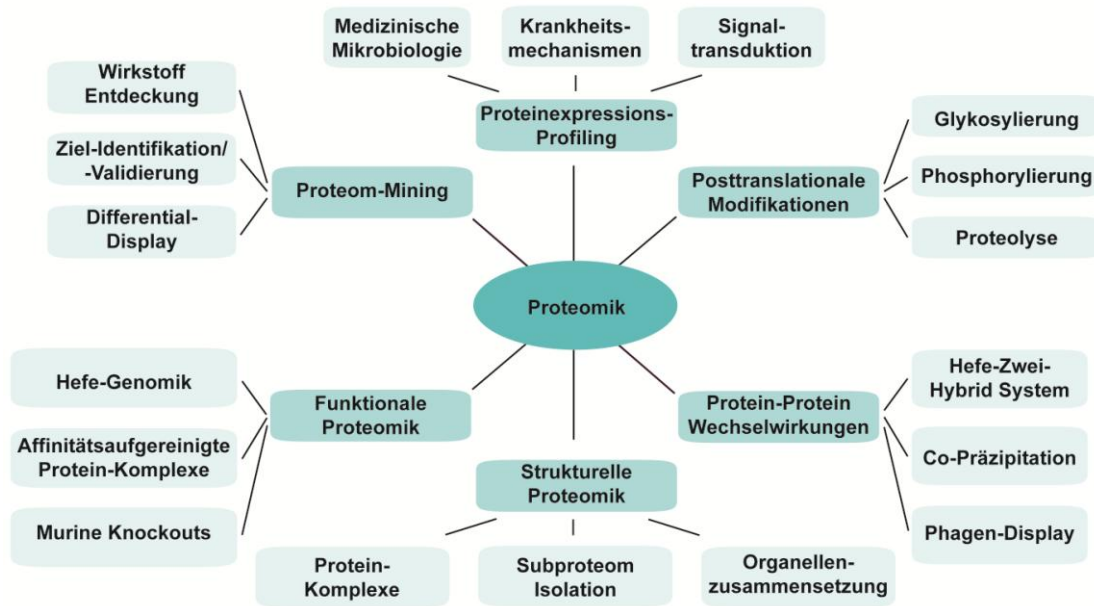 Medizinische
Mikrobiologie
Krankheits-
mechanismen
Signal-
transduktion
Proteinexpressions-
Profiling
Wirkstoff
Entdeckung
Ziel-Identifikation/
-Validierung
Differential-
Display
Proteom-Mining
Posttranslationale
Modifikationen
Glykosylierung
Phosphorylierung
Proteolyse
Proteomik
Hefe-Genomik
Affinitätsaufgereinigte
Protein-Komplexe
Murine Knockouts
Funktionale
Proteomik
Protein-Protein
Wechselwirkungen
Hefe-Zwei-
Hybrid System
Co-Präzipitation
Phagen-Display
Strukturelle
Proteomik
Protein-
Komplexe
Subproteom
Isolation
Organellen-
zusammensetzung